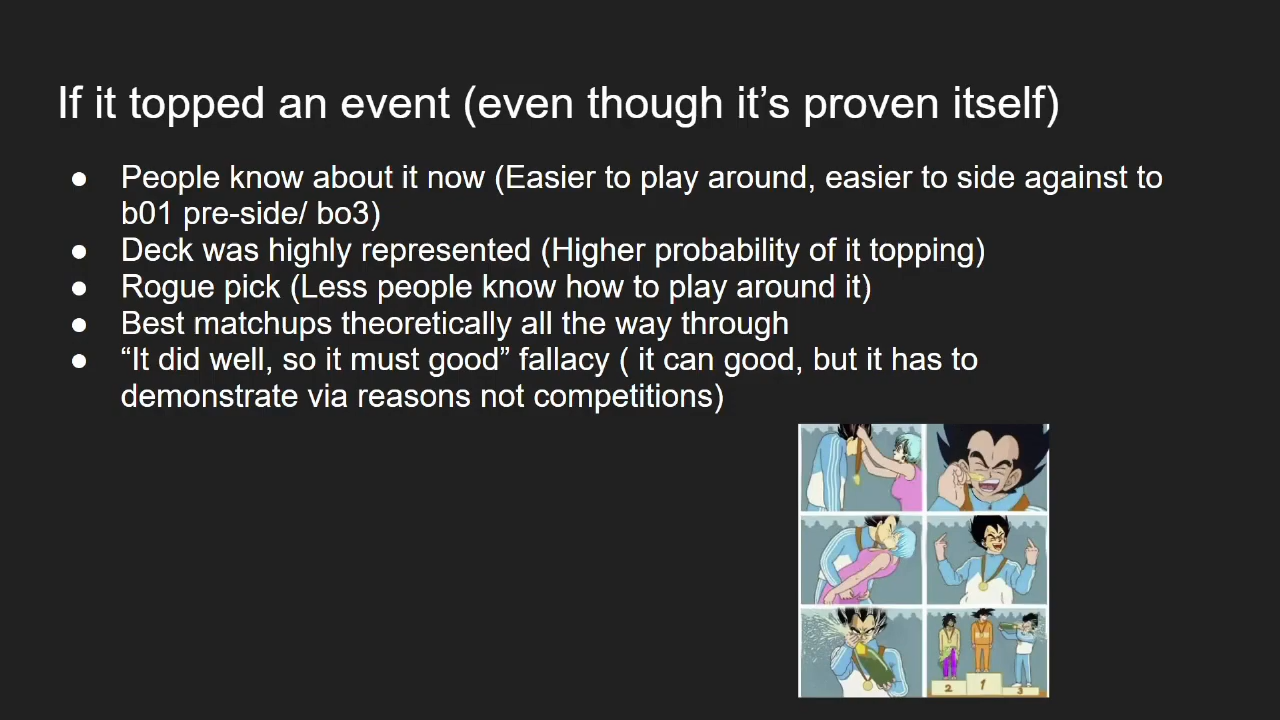 If it topped an event (even though it’s proven itself)
● People know about it now (Easier to play around, easier to side against to
b01 pre-side/ bo3)
● Deck was highly represented (Higher probability of it topping)
● Rogue pick (Less people know how to play around it)
● Best matchups theoretically all the way through
● “It did well, so it must good” fallacy ( it can good, but it has to
demonstrate via reasons not competitions)
2 1 3